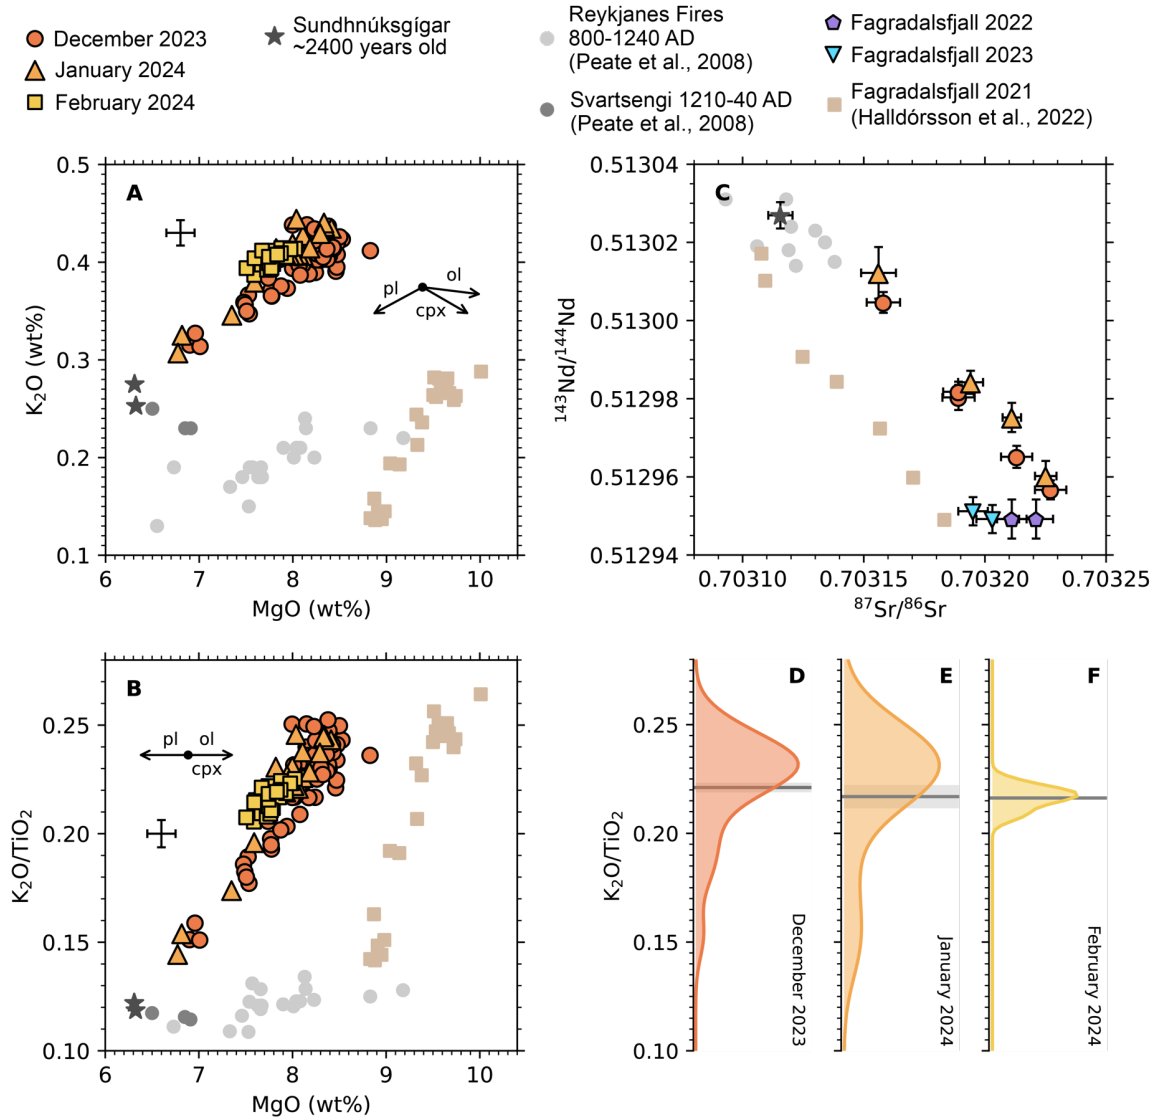 December 2023
January 2024
February 2024
Sundhnúksgígar
~2400 years old
Reykjanes Fires
800-1240 AD
(Peate et al., 2008)
Svartsengi 1210-40 AD
(Peate et al., 2008)
Fagradalsfjall 2022
Fagradalsfjall 2023
Fagradalsfjall 2021
(Halldórsson et al., 2022)
A
0.5
0.4
0.3
0.2
0.1
K₂O (wt%)
pl
ol
cpx
6 7 8 9 10
MgO (wt%)
C
0.51304
0.51302
0.51300
0.51298
0.51296
0.51294
¹⁴³Nd/¹⁴⁴Nd
0.70310 0.70315 0.70320 0.70325
⁸⁷Sr/⁸⁶Sr
B
pl
ol
cpx
0.25
0.20
0.15
0.10
K₂O/TiO₂
6 7 8 9 10
MgO (wt%)
D
E
F
0.25
0.20
0.15
0.10
K₂O/TiO₂
December 2023
January 2024
February 2024